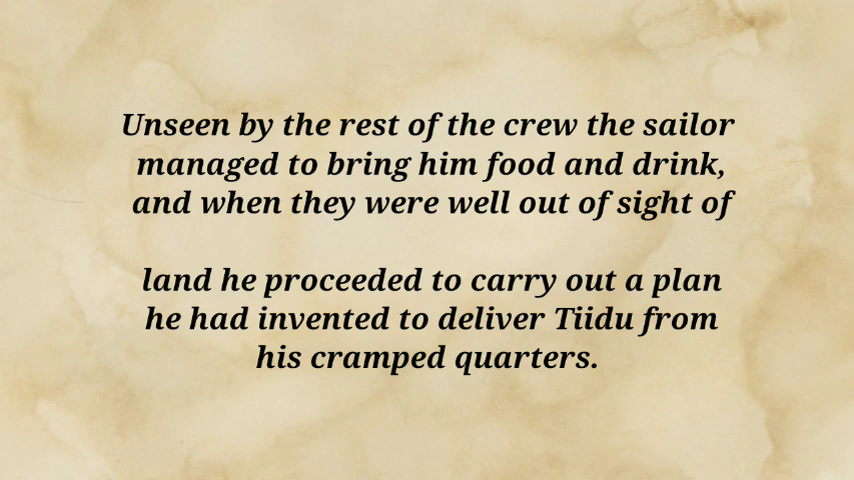 Unseen by the rest of the crew the sailor
managed to bring him food and drink,
and when they were well out of sight of
land he proceeded to carry out a plan
he had invented to deliver Tiidu from
his cramped quarters.